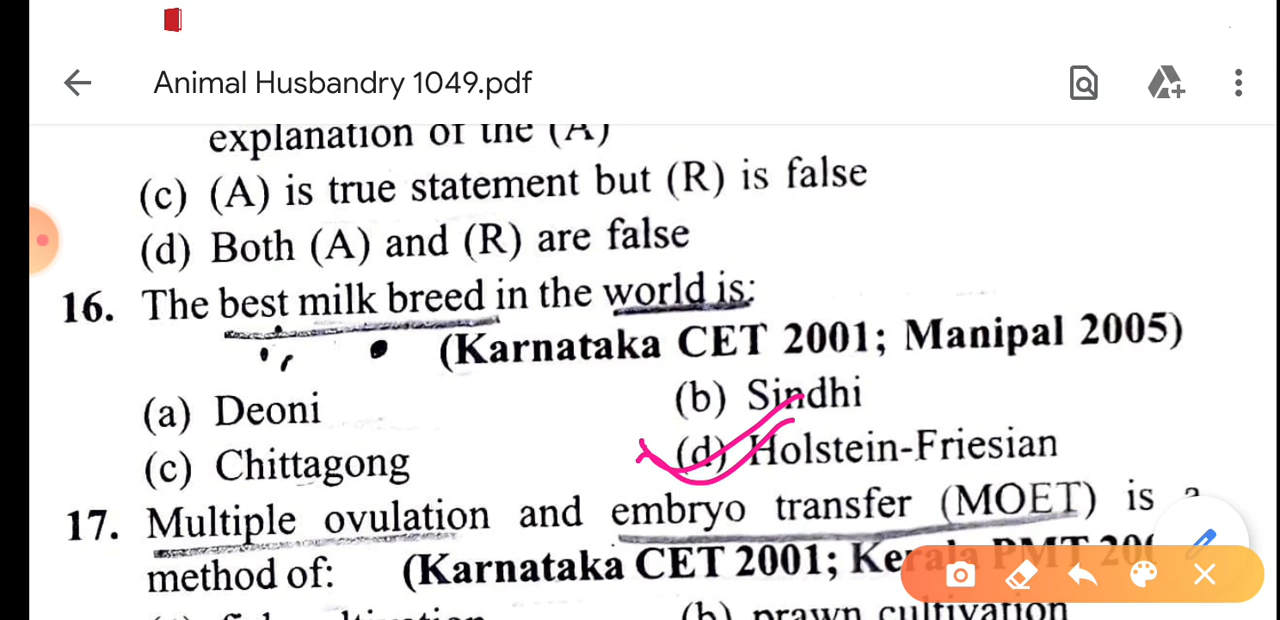 Animal Husbandry 1049.pdf
explanation of the (A)
(c) (A) is true statement but (R) is false
(d) Both (A) and (R) are false
16. The best milk breed in the world is:
(Karnataka CET 2001; Manipal 2005)
(a) Deoni
(b) Sindhi
(c) Chittagong
(d) Holstein-Friesian
17. Multiple ovulation and embryo transfer (MOET) is a
method of: (Karnataka CET 2001; Kerala PMT 200
(b) prawn cultivation